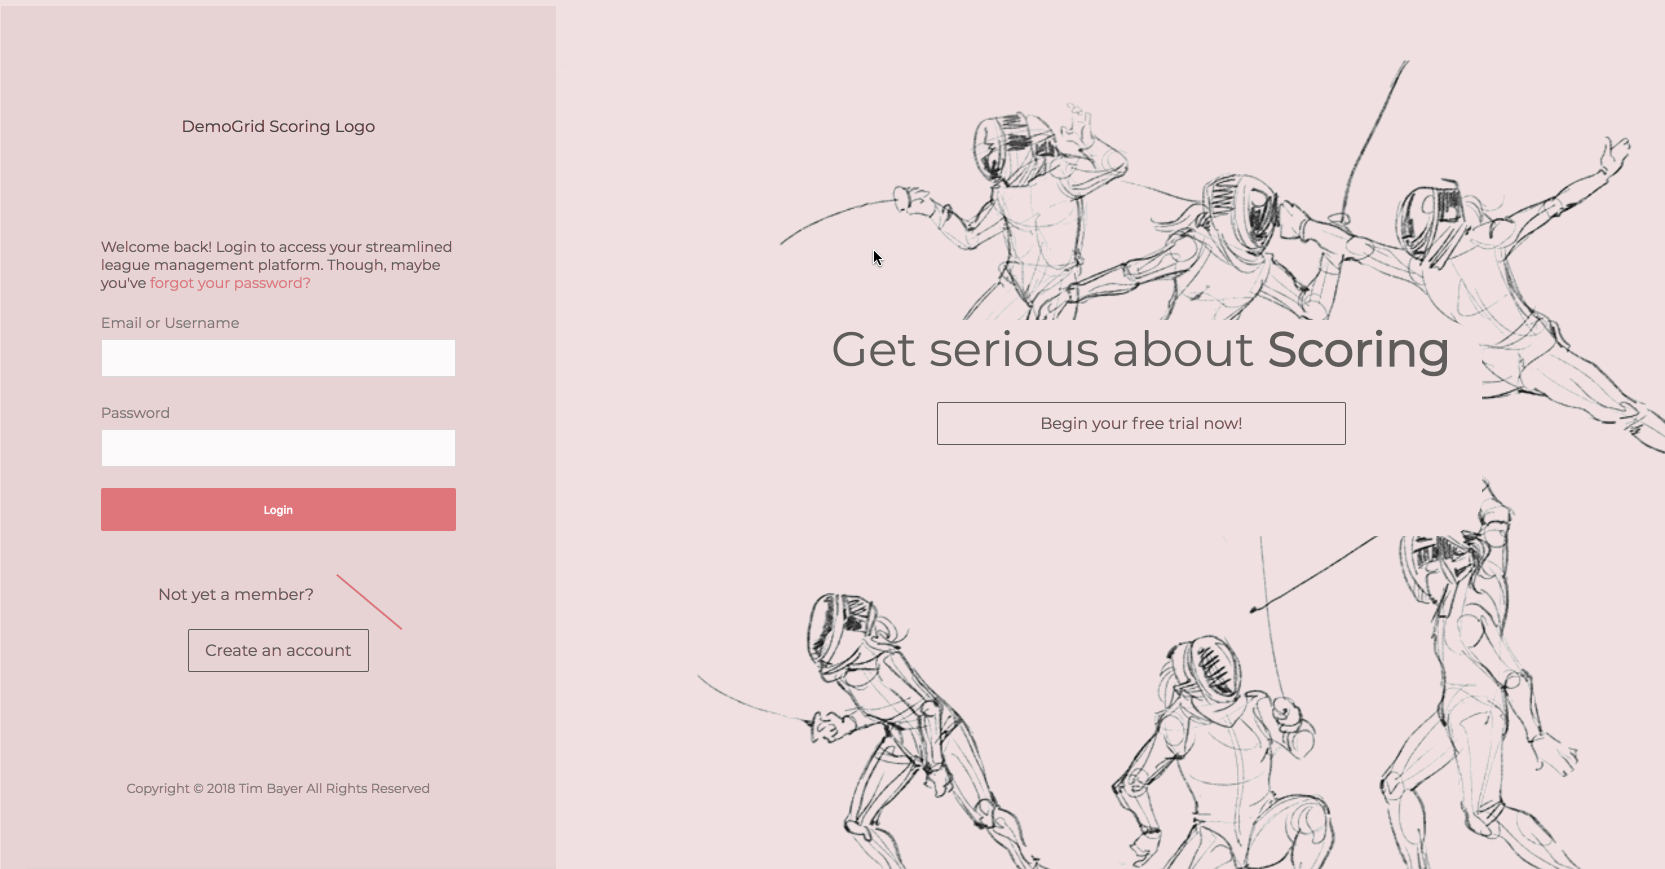 DemoGrid Scoring Logo
Welcome back! Login to access your streamlined
league management platform. Though, maybe
you've forgot your password?
Email or Username
Password
Login
Not yet a member?
Create an account
Copyright © 2018 Tim Bayer All Rights Reserved
Get serious about Scoring
Begin your free trial now!